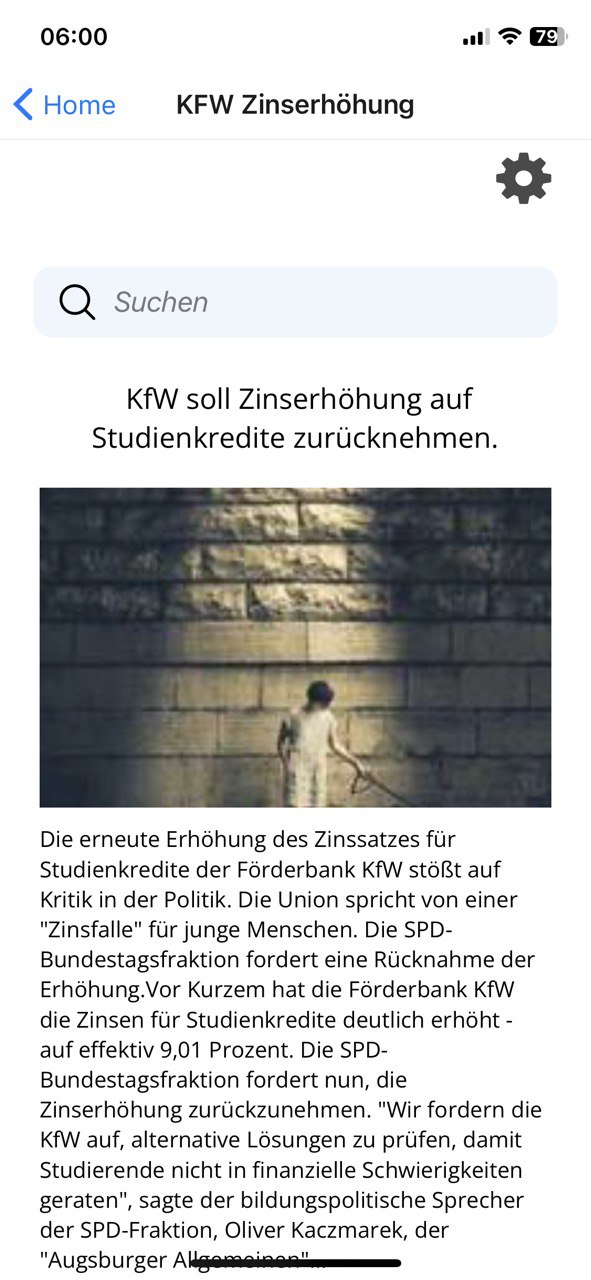 06:00
79
Home
KFW Zinserhöhung
Suchen
KfW soll Zinserhöhung auf
Studienkredite zurücknehmen.
Die erneute Erhöhung des Zinssatzes für
Studienkredite der Förderbank KfW stößt auf
Kritik in der Politik. Die Union spricht von einer
"Zinsfalle" für junge Menschen. Die SPD-
Bundestagsfraktion fordert eine Rücknahme der
Erhöhung.Vor Kurzem hat die Förderbank KfW
die Zinsen für Studienkredite deutlich erhöht -
auf effektiv 9,01 Prozent. Die SPD-
Bundestagsfraktion fordert nun, die
Zinserhöhung zurückzunehmen. "Wir fordern die
KfW auf, alternative Lösungen zu prüfen, damit
Studierende nicht in finanzielle Schwierigkeiten
geraten", sagte der bildungspolitische Sprecher
der SPD-Fraktion, Oliver Kaczmarek, der
"Augsburger Allgemeinen"...